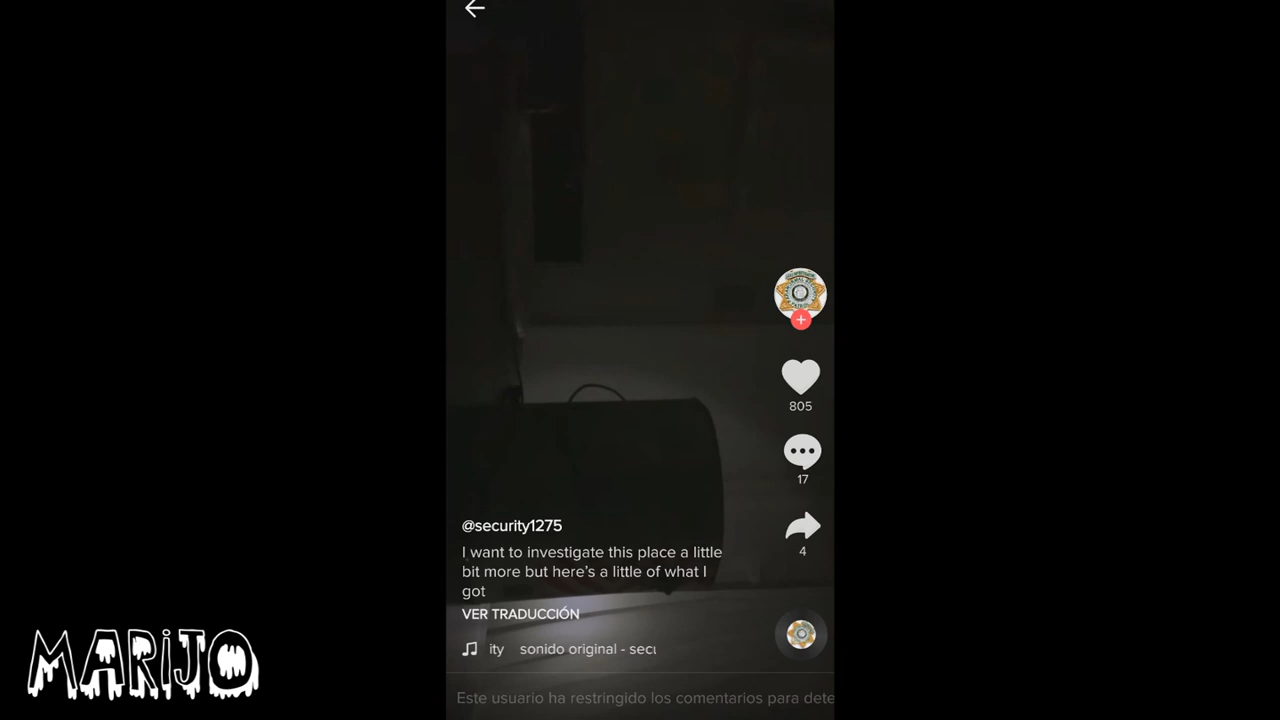 805
17
@security1275
4
I want to investigate this place a little
bit more but here's a little of what I
got
VER TRADUCCIÓN
ity sonido original - secu
Este usuario ha restringido los comentarios para dete
MARIJO